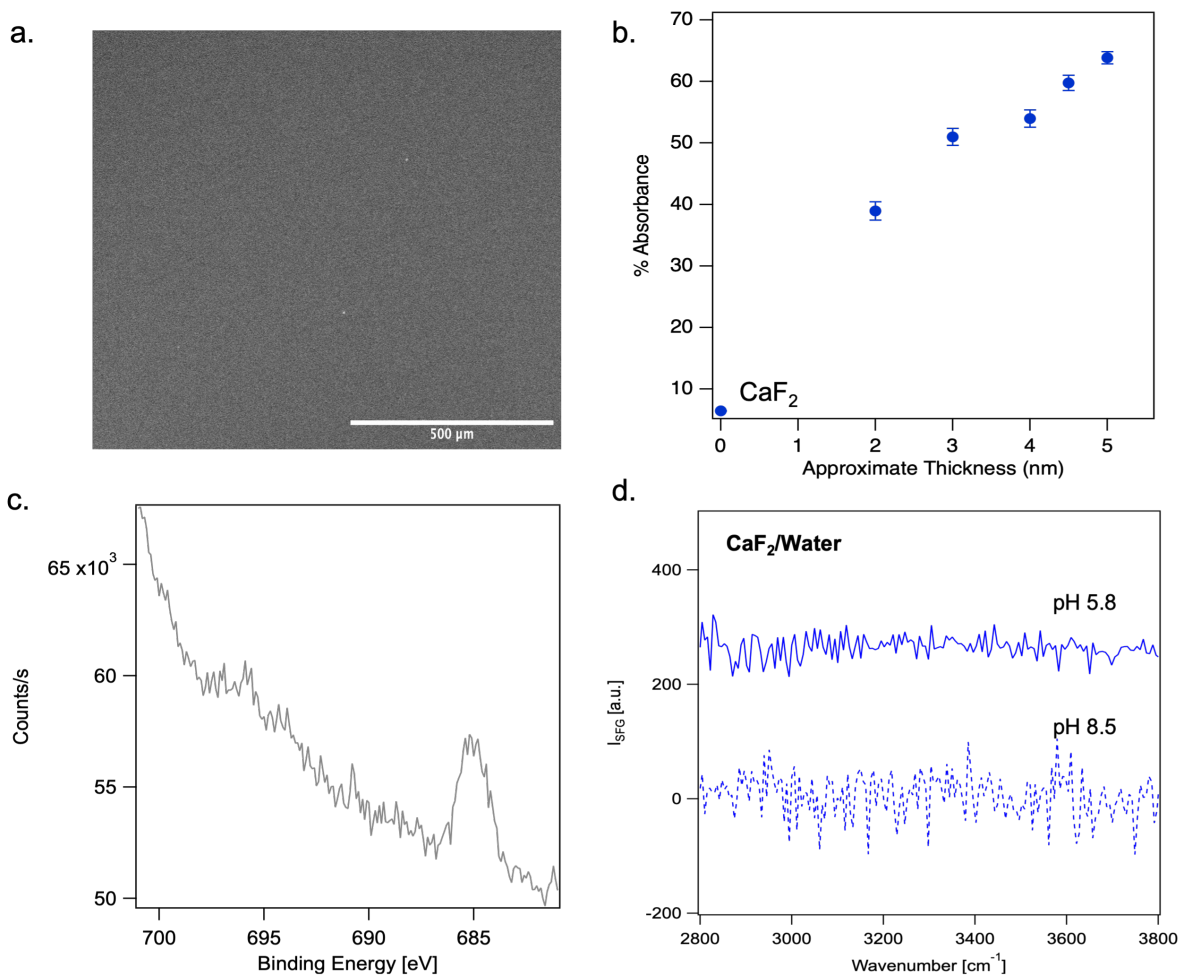 a.
500 µm
b.
70
60
50
40
30
20
10
% Absorbance
CaF₂
0 1 2 3 4 5
Approximate Thickness (nm)
c.
65 x10³
60
55
50
Counts/s
700 695 690 685
Binding Energy [eV]
d.
CaF₂/Water
400
200
0
-200
I_SFG [a.u.]
pH 5.8
pH 8.5
2800 3000 3200 3400 3600 3800
Wavenumber [cm⁻¹]